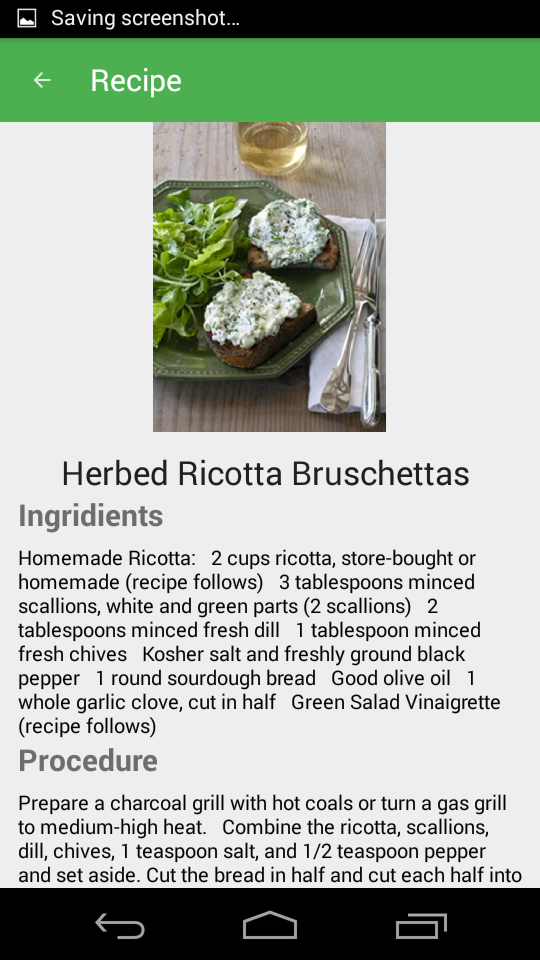 Saving screenshot...
Recipe
Herbed Ricotta Bruschettas
Ingridients
Homemade Ricotta:   2 cups ricotta, store-bought or
homemade (recipe follows)   3 tablespoons minced
scallions, white and green parts (2 scallions)   2
tablespoons minced fresh dill   1 tablespoon minced
fresh chives   Kosher salt and freshly ground black
pepper   1 round sourdough bread   Good olive oil   1
whole garlic clove, cut in half   Green Salad Vinaigrette
(recipe follows)
Procedure
Prepare a charcoal grill with hot coals or turn a gas grill
to medium-high heat.   Combine the ricotta, scallions,
dill, chives, 1 teaspoon salt, and 1/2 teaspoon pepper
and set aside. Cut the bread in half and cut each half into